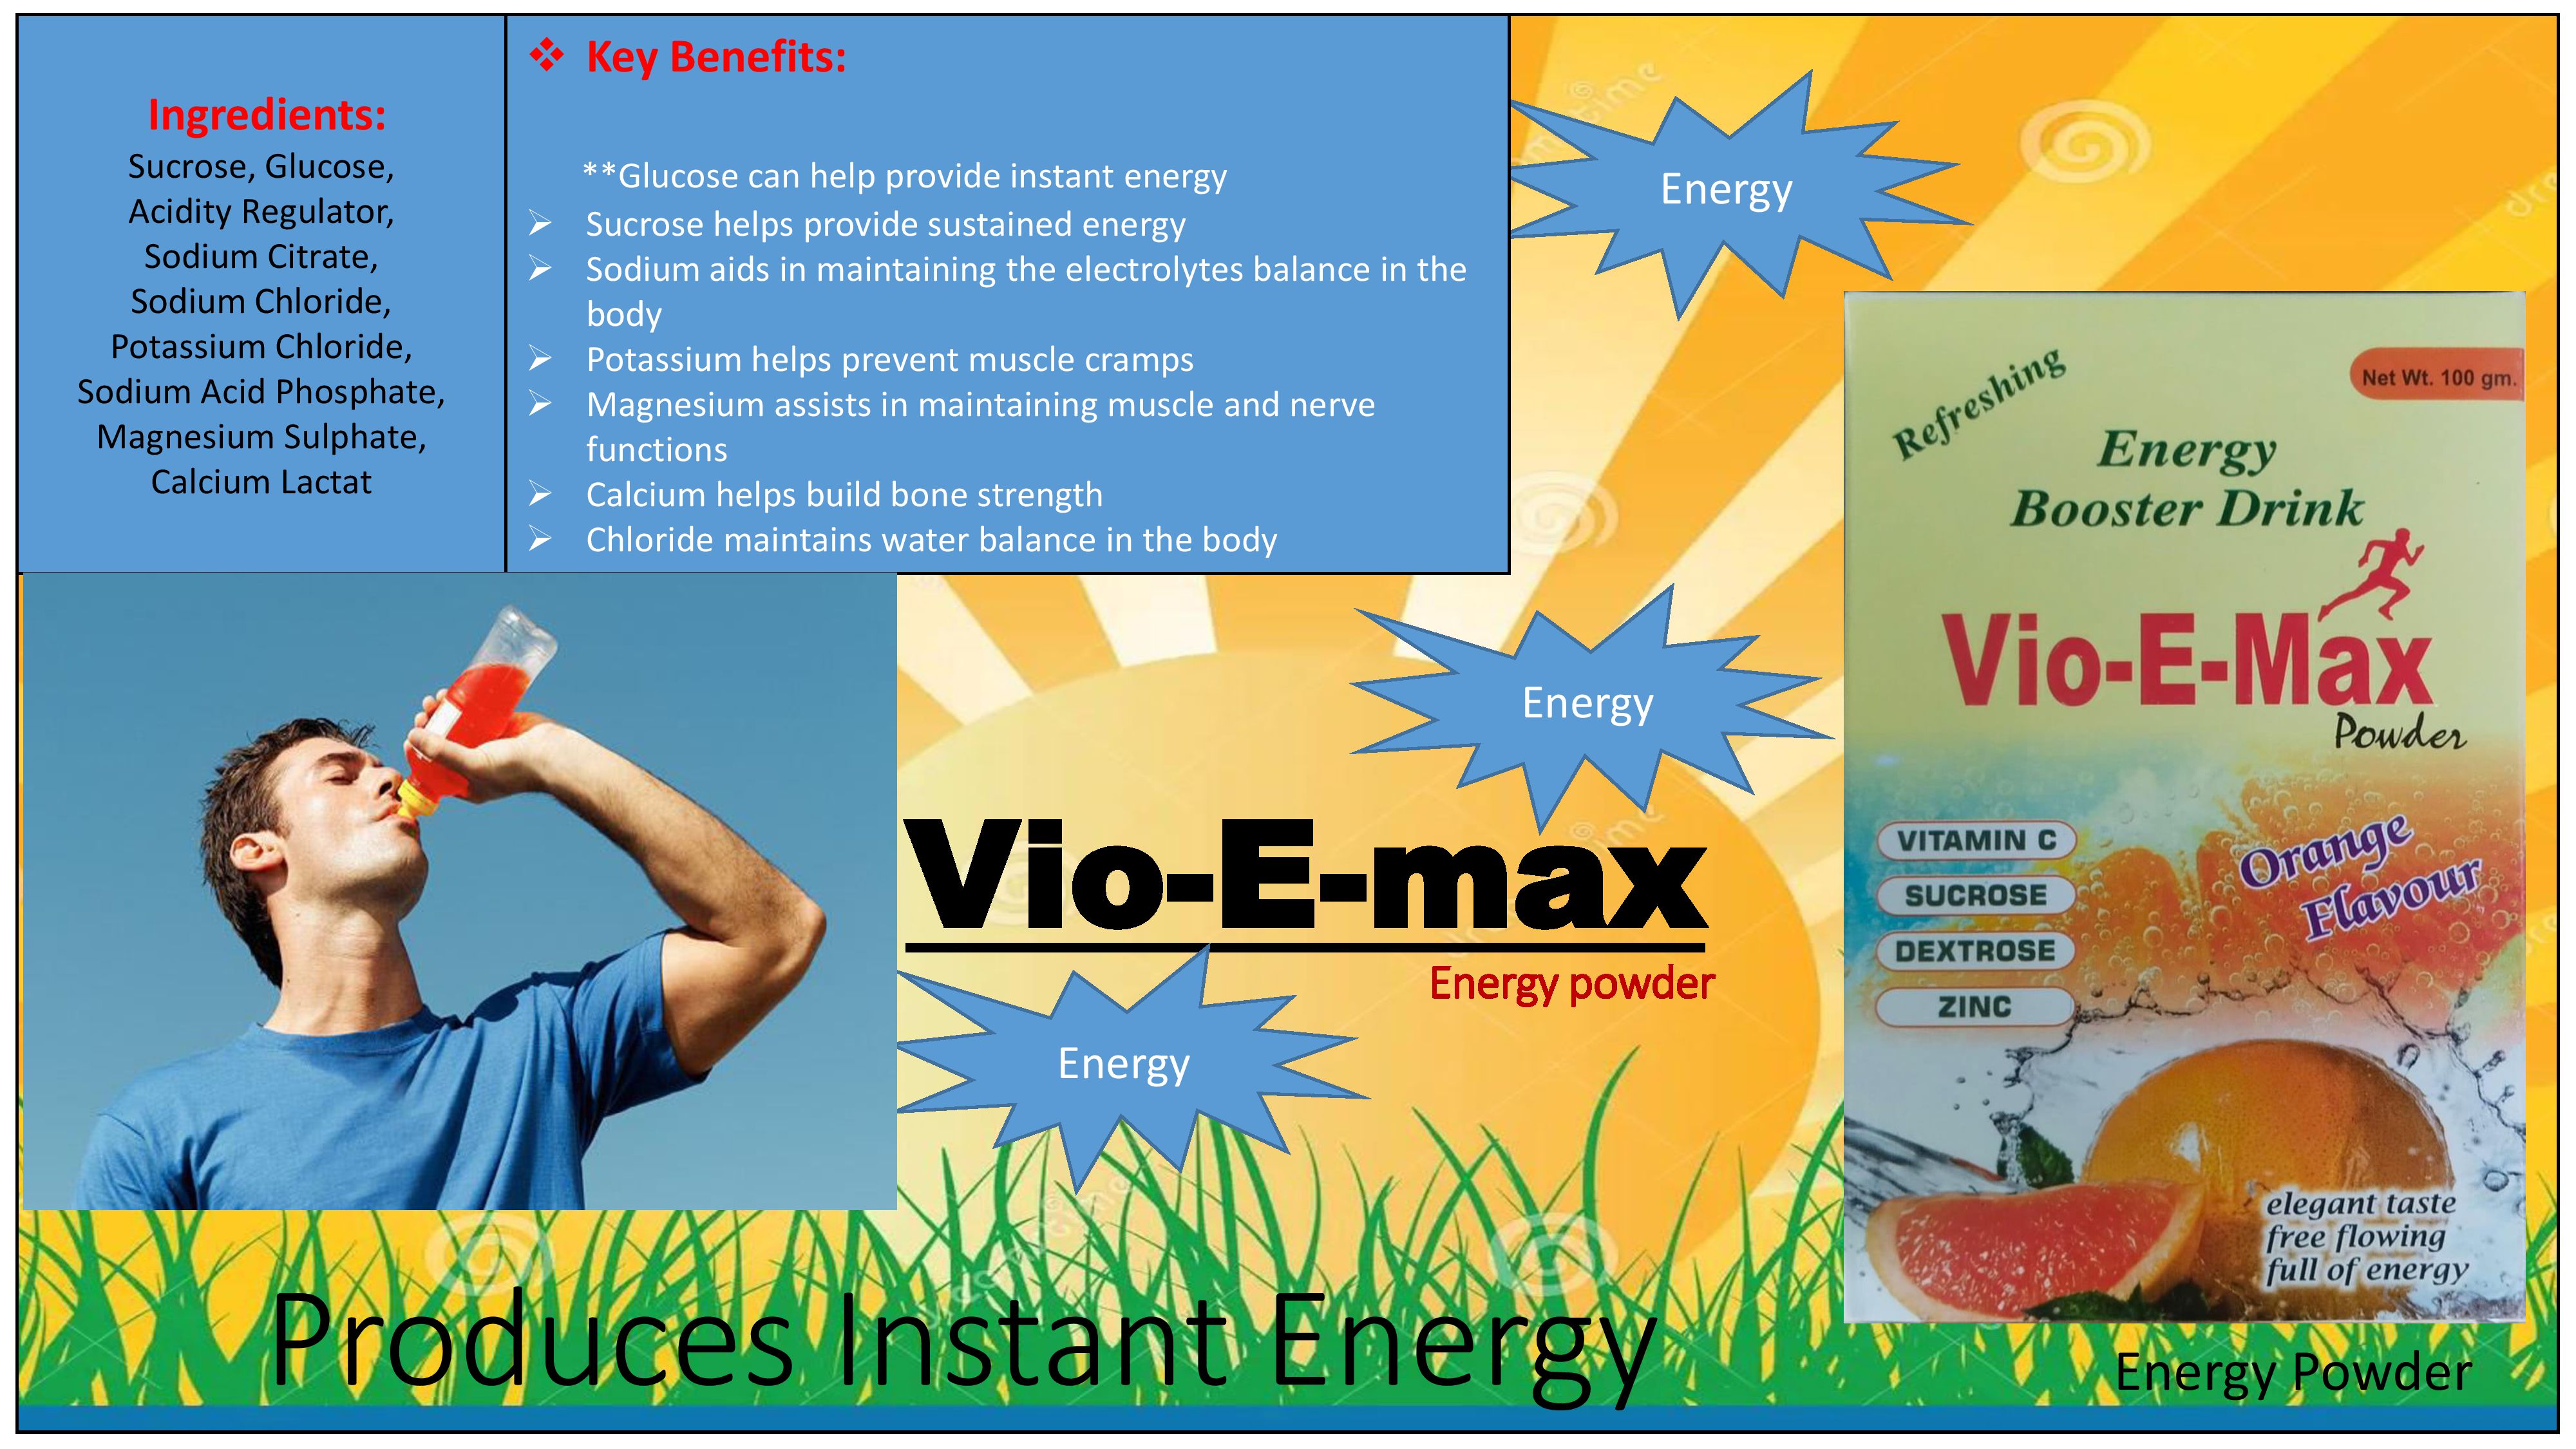 Ingredients:
Sucrose, Glucose,
Acidity Regulator,
Sodium Citrate,
Sodium Chloride,
Potassium Chloride,
Sodium Acid Phosphate,
Magnesium Sulphate,
Calcium Lactat
❖ Key Benefits:
**Glucose can help provide instant energy
➢ Sucrose helps provide sustained energy
➢ Sodium aids in maintaining the electrolytes balance in the
body
➢ Potassium helps prevent muscle cramps
➢ Magnesium assists in maintaining muscle and nerve
functions
➢ Calcium helps build bone strength
➢ Chloride maintains water balance in the body
Energy
Energy
Vio-E-max
Energy powder
Energy
Refreshing
Net Wt. 100 gm.
Energy
Booster Drink
Vio-E-Max
Powder
VITAMIN C
SUCROSE
DEXTROSE
ZINC
Orange
Flavour
elegant taste
free flowing
full of energy
Produces Instant Energy
Energy Powder